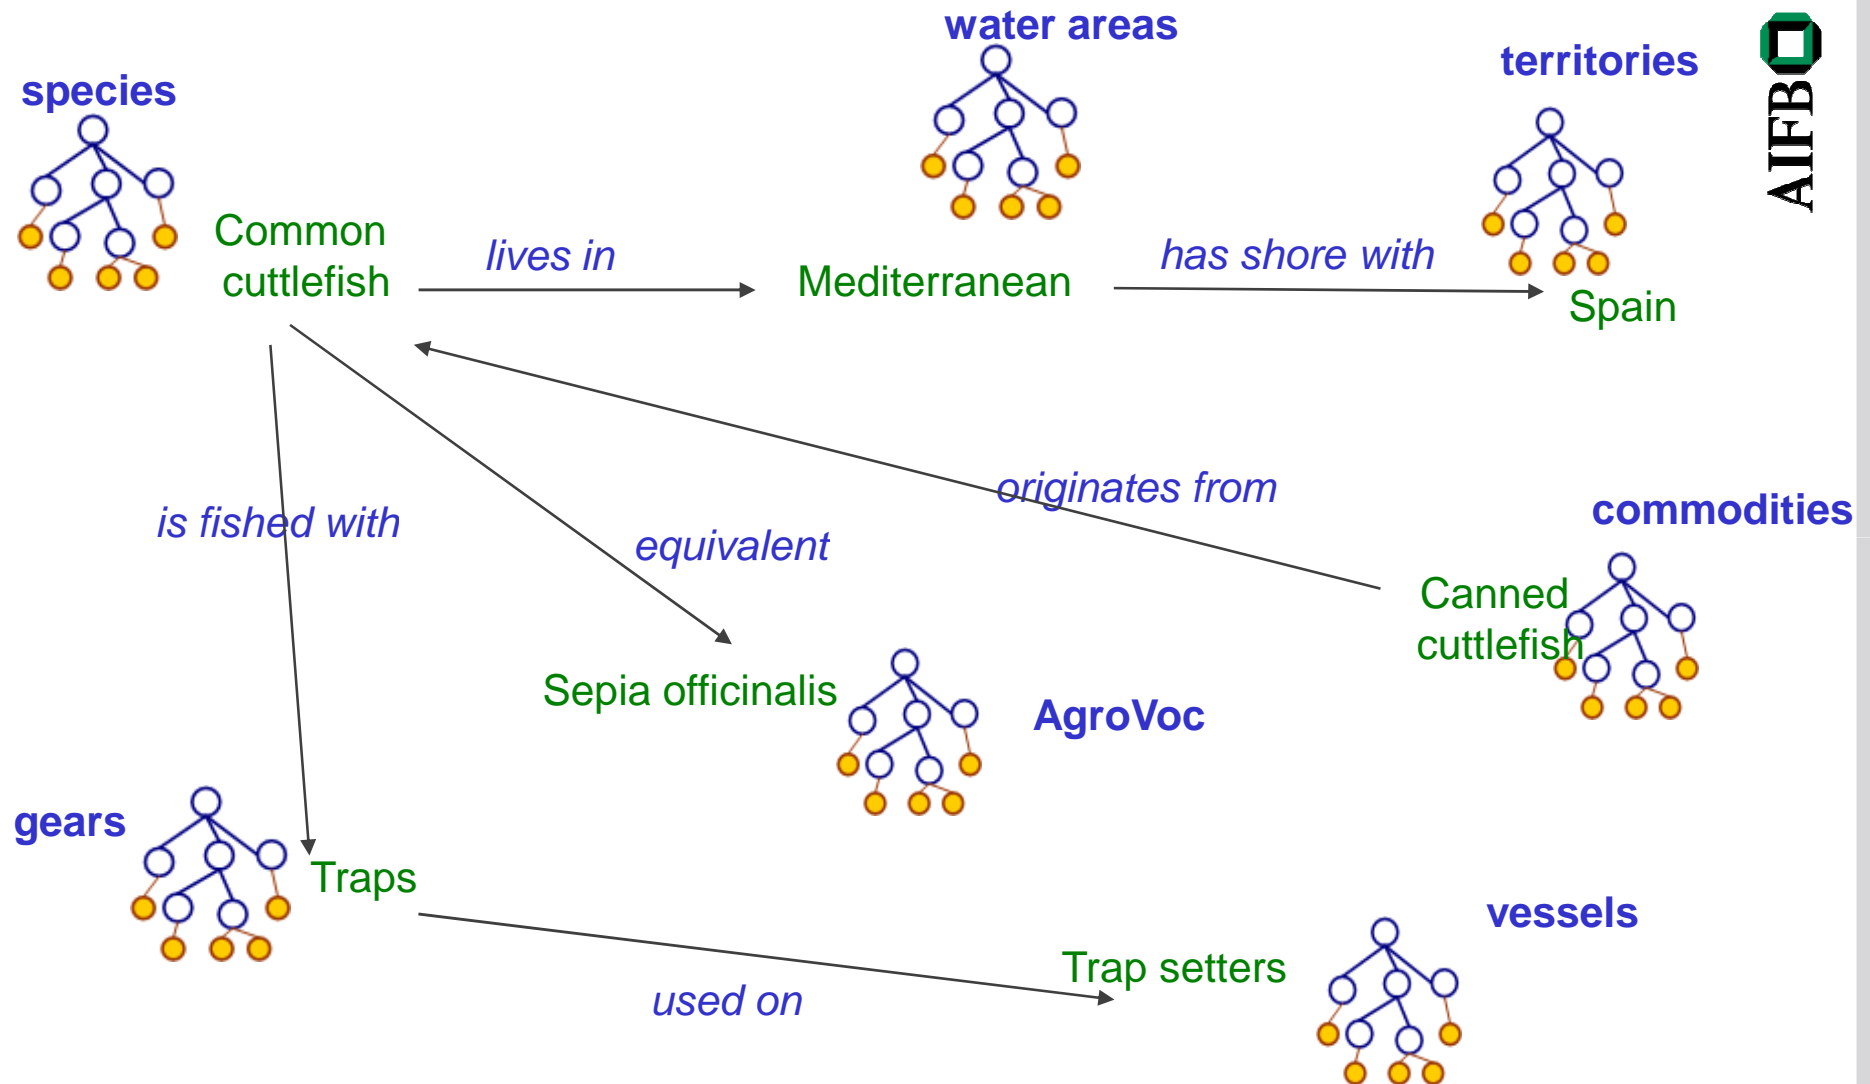 water areas
territories
species
AIFB
Common
cuttlefish
lives in
Mediterranean
has shore with
Spain
originates from
commodities
is fished with
equivalent
Canned
cuttlefish
Sepia officinalis
AgroVoc
gears
Traps
vessels
Trap setters
used on